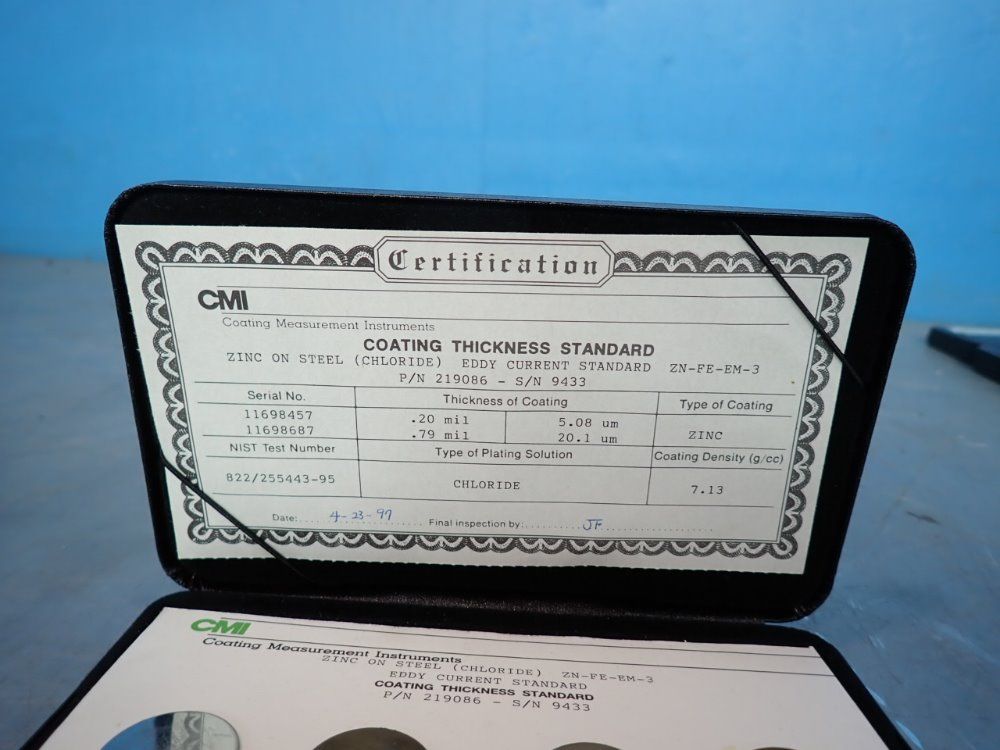 Certification
CMI
Coating Measurement Instruments
COATING THICKNESS STANDARD
ZINC ON STEEL (CHLORIDE) EDDY CURRENT STANDARD ZN-FE-EM-3
P/N 219086 - S/N 9433
Serial No. Thickness of Coating Type of Coating
11698457 .20 mil 5.08 um
11698687 .79 mil 20.1 um ZINC
NIST Test Number Type of Plating Solution Coating Density (g/cc)
822/255443-95 CHLORIDE 7.13
Date: 4-23-97 Final inspection by: JF
CMI
Coating Measurement Instruments
ZINC ON STEEL (CHLORIDE) ZN-FE-EM-3
EDDY CURRENT STANDARD
COATING THICKNESS STANDARD
P/N 219086 - S/N 9433